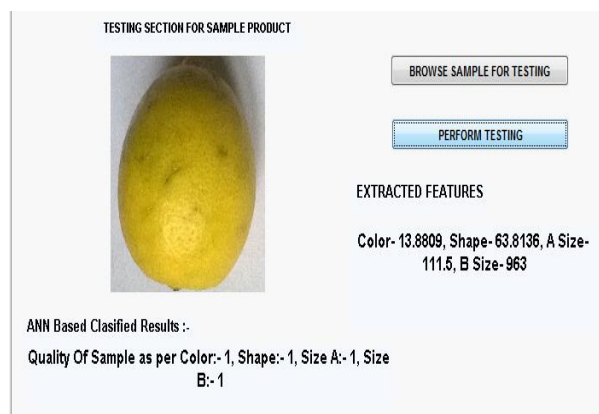 TESTING SECTION FOR SAMPLE PRODUCT
BROWSE SAMPLE FOR TESTING
PERFORM TESTING
EXTRACTED FEATURES
Color- 13.8809, Shape- 63.8136, A Size-
111.5, B Size- 963
ANN Based Clasified Results :-
Quality Of Sample as per Color:- 1, Shape:- 1, Size A:- 1, Size
B:- 1